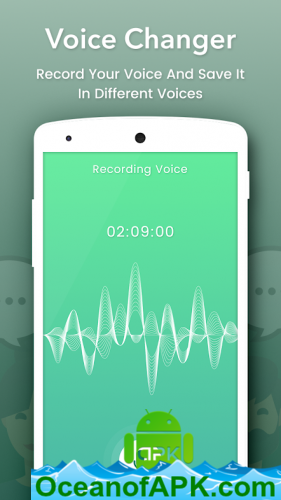 Voice Changer
Record Your Voice And Save It
In Different Voices
Recording Voice
02:09:00
APK
OceanofAPK.com